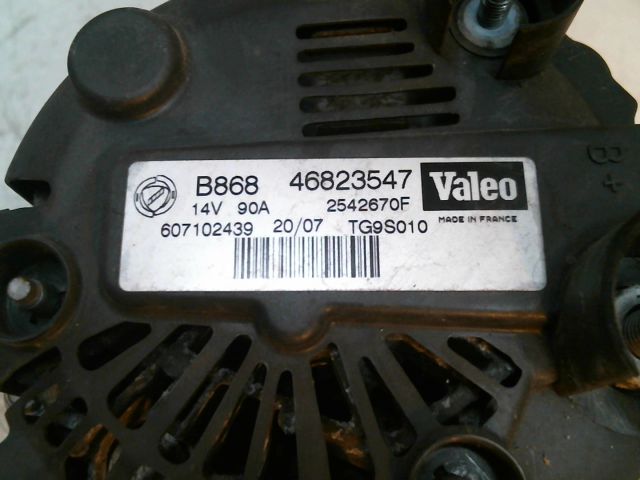 B868 46823547 Valeo
14V 90A 2542670F MADE IN FRANCE
607102439 20/07 TG9S010
B+